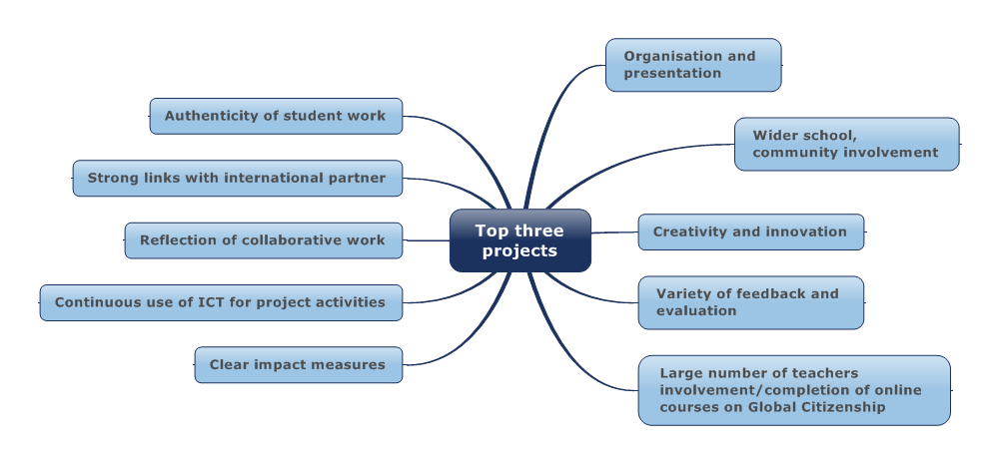 Organisation and
presentation
Authenticity of student work
Wider school,
community involvement
Strong links with international partner
Top three
projects
Creativity and innovation
Reflection of collaborative work
Continuous use of ICT for project activities
Variety of feedback and
evaluation
Clear impact measures
Large number of teachers
involvement/completion of online
courses on Global Citizenship